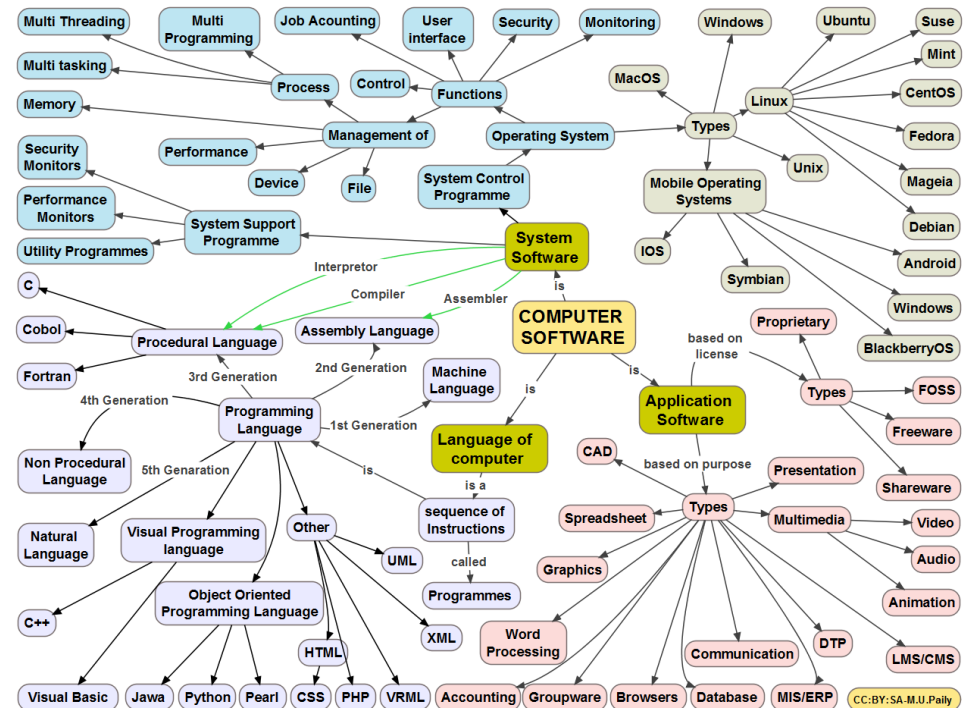 Multi Threading
Multi
Programming
Job Acounting
User
interface
Security
Monitoring
Windows
Ubuntu
Suse
Mint
Multi tasking
Process
Control
Functions
MacOS
Linux
CentOS
Memory
Management of
Operating System
Types
Fedora
Performance
Device
File
System Control
Programme
Unix
Mageia
Security
Monitors
Mobile Operating
Systems
Performance
Monitors
System Support
Programme
Debian
Utility Programmes
System
Software
IOS
Symbian
Android
Interpretor
Compiler
Assembler
is
Windows
C
Cobol
Procedural Language
Assembly Language
COMPUTER
SOFTWARE
Proprietary
based on
license
BlackberryOS
Fortran
3rd Generation
2nd Generation
Machine
Language
is
is
Types
FOSS
4th Generation
Programming
Language
1st Generation
Application
Software
Freeware
Language of
computer
Non Procedural
Language
5th Genaration
is
is a
CAD
based on purpose
Presentation
Shareware
Natural
Language
Visual Programming
language
Other
sequence of
Instructions
Spreadsheet
Types
Multimedia
Video
UML
called
Graphics
Audio
C++
Object Oriented
Programming Language
Programmes
Animation
HTML
XML
Word
Processing
Communication
DTP
LMS/CMS
Visual Basic
Jawa
Python
Pearl
CSS
PHP
VRML
Accounting
Groupware
Browsers
Database
MIS/ERP
CC:BY:SA-M.U.Paily